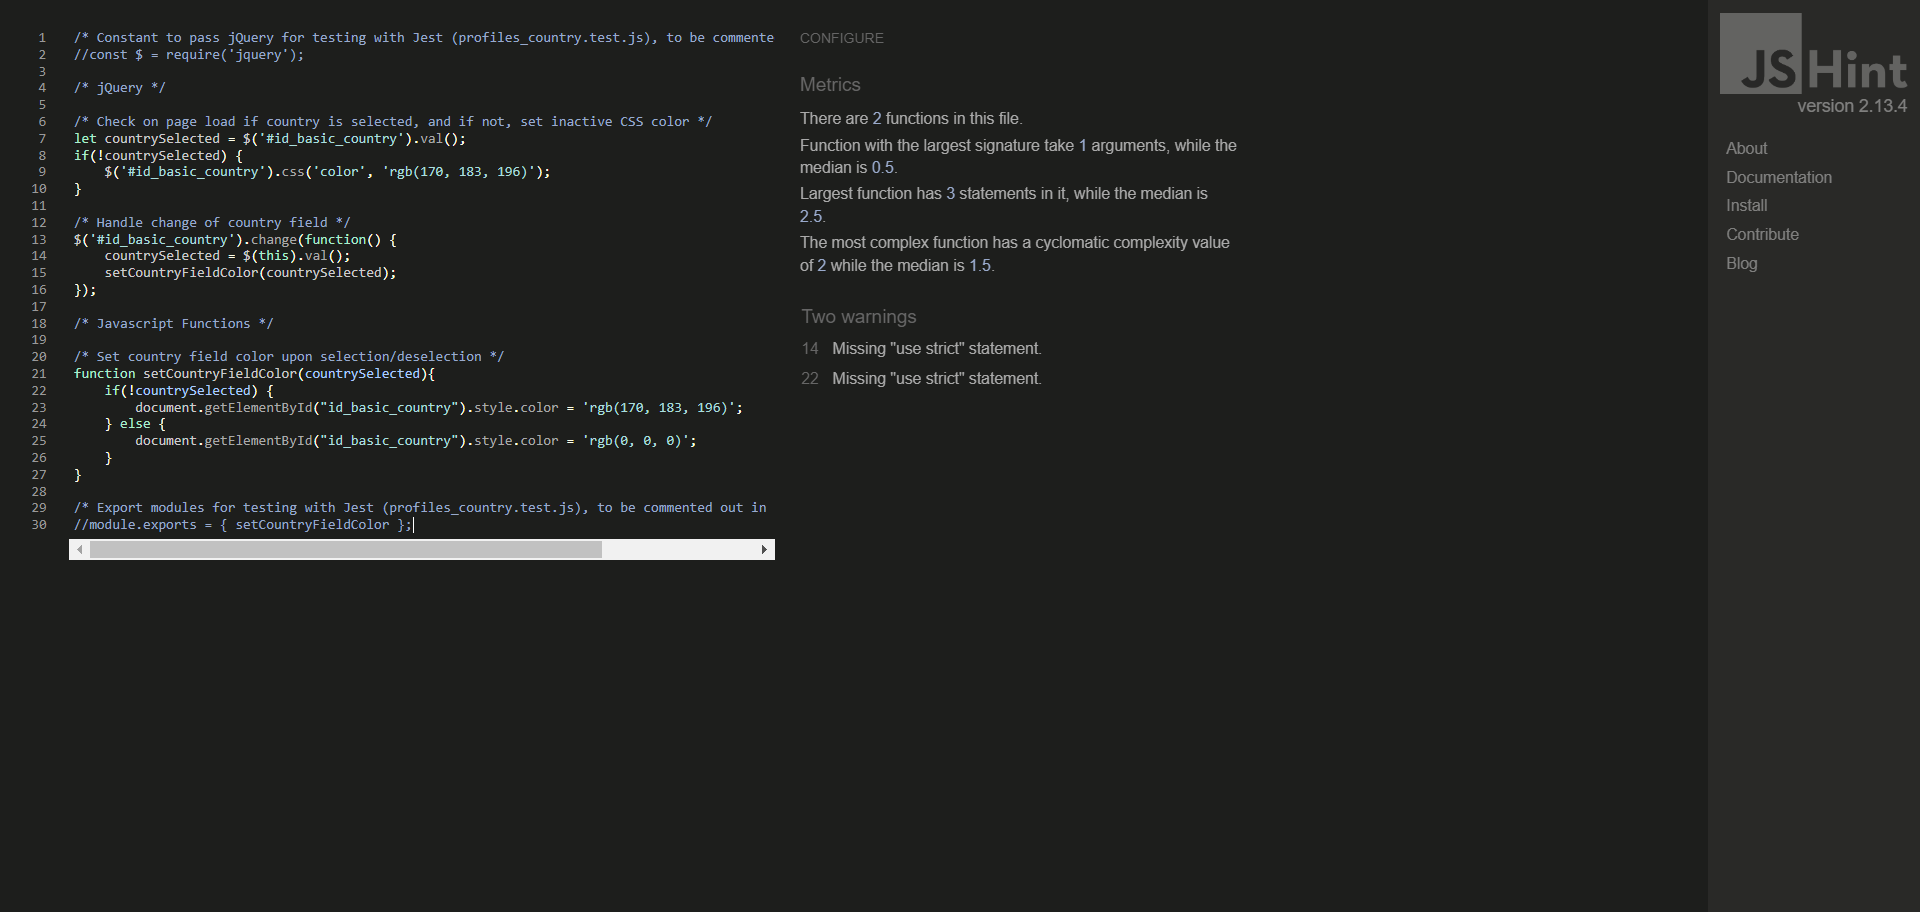 1 /* Constant to pass jQuery for testing with Jest (profiles_country.test.js), to be commente
2 //const $ = require('jquery');
3
4 /* jQuery */
5
6 /* Check on page load if country is selected, and if not, set inactive CSS color */
7 let countrySelected = $('#id_basic_country').val();
8 if(!countrySelected) {
9     $('#id_basic_country').css('color', 'rgb(170, 183, 196)');
10 }
11
12 /* Handle change of country field */
13 $('#id_basic_country').change(function() {
14     countrySelected = $(this).val();
15     setCountryFieldColor(countrySelected);
16 });
17
18 /* Javascript Functions */
19
20 /* Set country field color upon selection/deselection */
21 function setCountryFieldColor(countrySelected){
22     if(!countrySelected) {
23         document.getElementById("id_basic_country").style.color = 'rgb(170, 183, 196)';
24     } else {
25         document.getElementById("id_basic_country").style.color = 'rgb(0, 0, 0)';
26     }
27 }
28
29 /* Export modules for testing with Jest (profiles_country.test.js), to be commented out in
30 //module.exports = { setCountryFieldColor };
CONFIGURE
Metrics
There are 2 functions in this file.
Function with the largest signature take 1 arguments, while the
median is 0.5.
Largest function has 3 statements in it, while the median is
2.5.
The most complex function has a cyclomatic complexity value
of 2 while the median is 1.5.
Two warnings
14 Missing "use strict" statement.
22 Missing "use strict" statement.
JSHint
version 2.13.4
About
Documentation
Install
Contribute
Blog